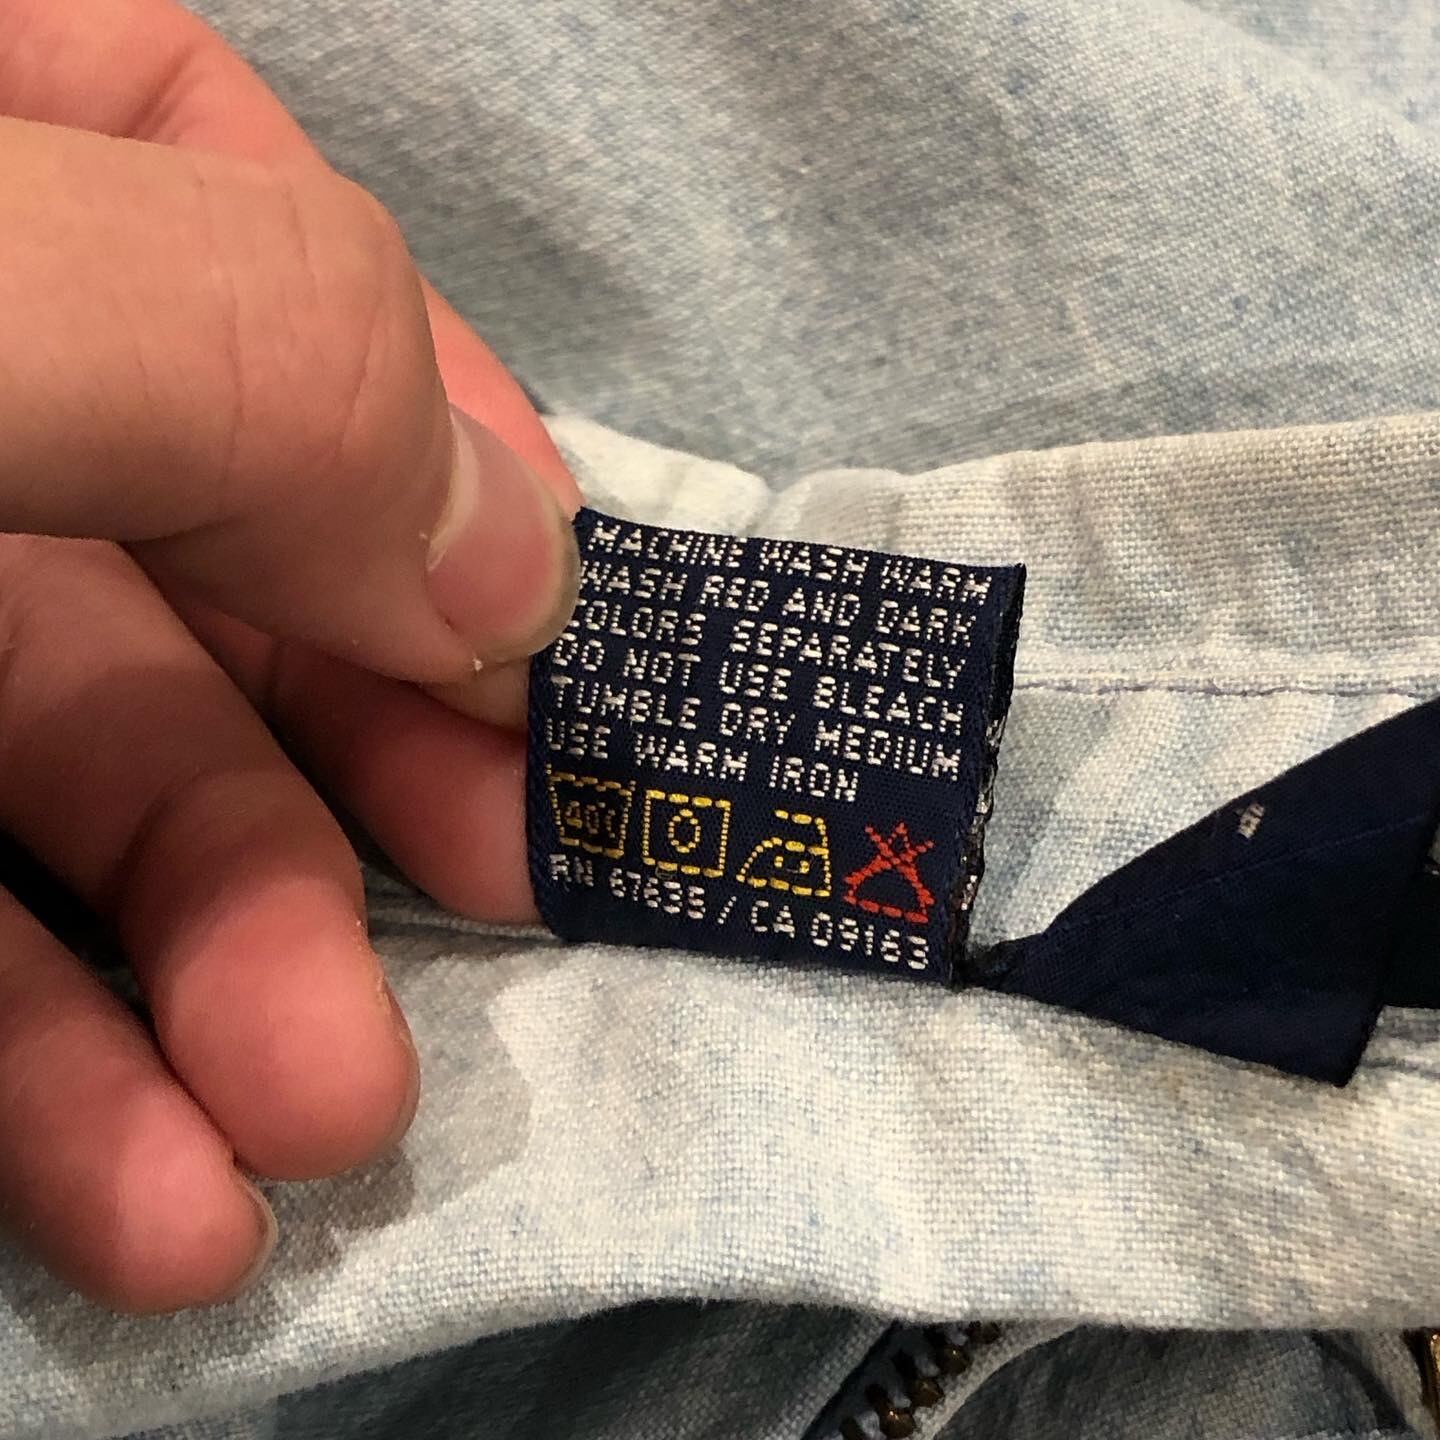 MACHINE WASH WARM
WASH RED AND DARK
COLORS SEPARATELY
DO NOT USE BLEACH
TUMBLE DRY MEDIUM
USE WARM IRON
40C
RN 67635 / CA 09163